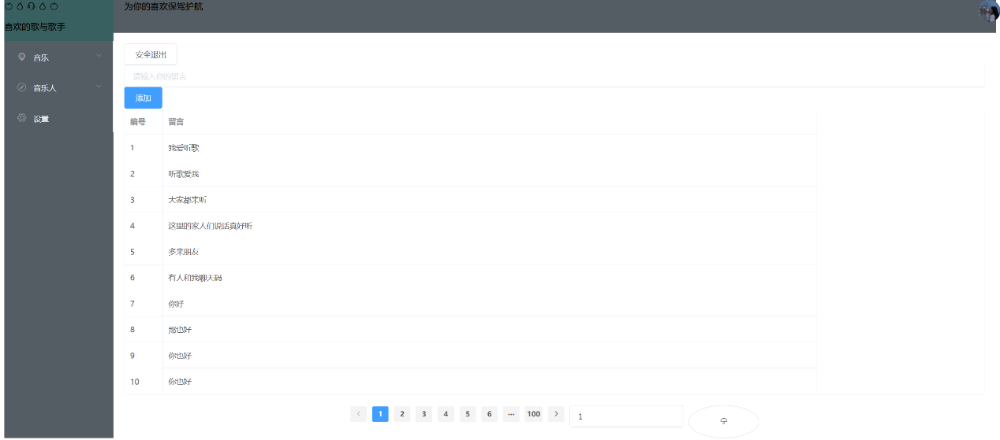 为你的喜欢保驾护航
喜欢的歌与歌手
音乐
音乐人
设置
安全退出
请输入你的留言
添加
编号 留言
1 我爱听歌
2 听歌爱我
3 大家都来听
4 这里的家人们说话真好听
5 多来朋友
6 有人和我聊天码
7 你好
8 那也好
9 你也好
10 你也好
1 2 3 4 5 6 ··· 100 1